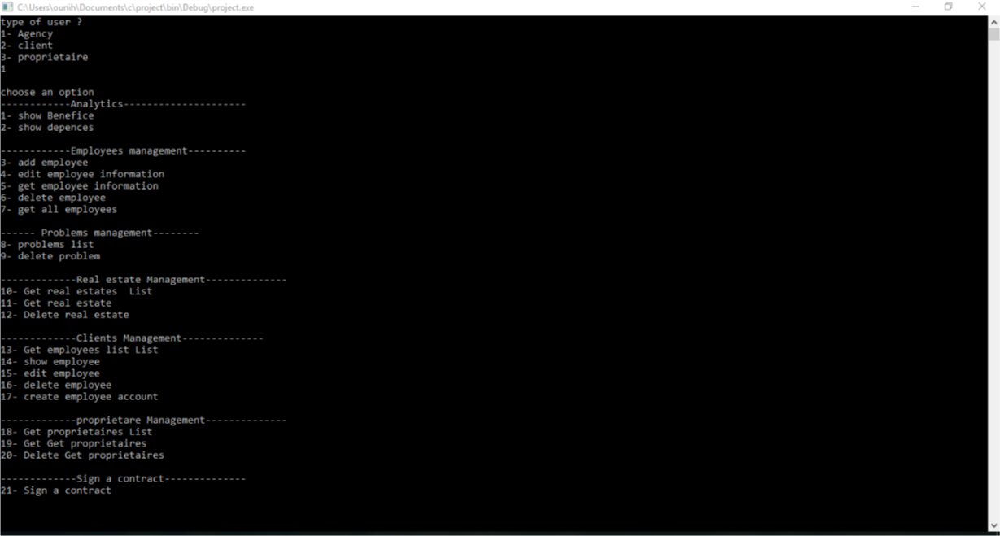 C:\Users\ounih\Documents\c\project\bin\Debug\project.exe
type of user ?
1- Agency
2- client
3- proprietaire
1
choose an option
------------Analytics---------------------
1- show Benefice
2- show depences
------------Employees management----------
3- add employee
4- edit employee information
5- get employee information
6- delete employee
7- get all employees
------ Problems management--------
8- problems list
9- delete problem
-------------Real estate Management--------------
10- Get real estates  List
11- Get real estate
12- Delete real estate
-------------Clients Management--------------
13- Get employees list List
14- show employee
15- edit employee
16- delete employee
17- create employee account
-------------proprietare Management--------------
18- Get proprietaires List
19- Get Get proprietaires
20- Delete Get proprietaires
-------------Sign a contract--------------
21- Sign a contract